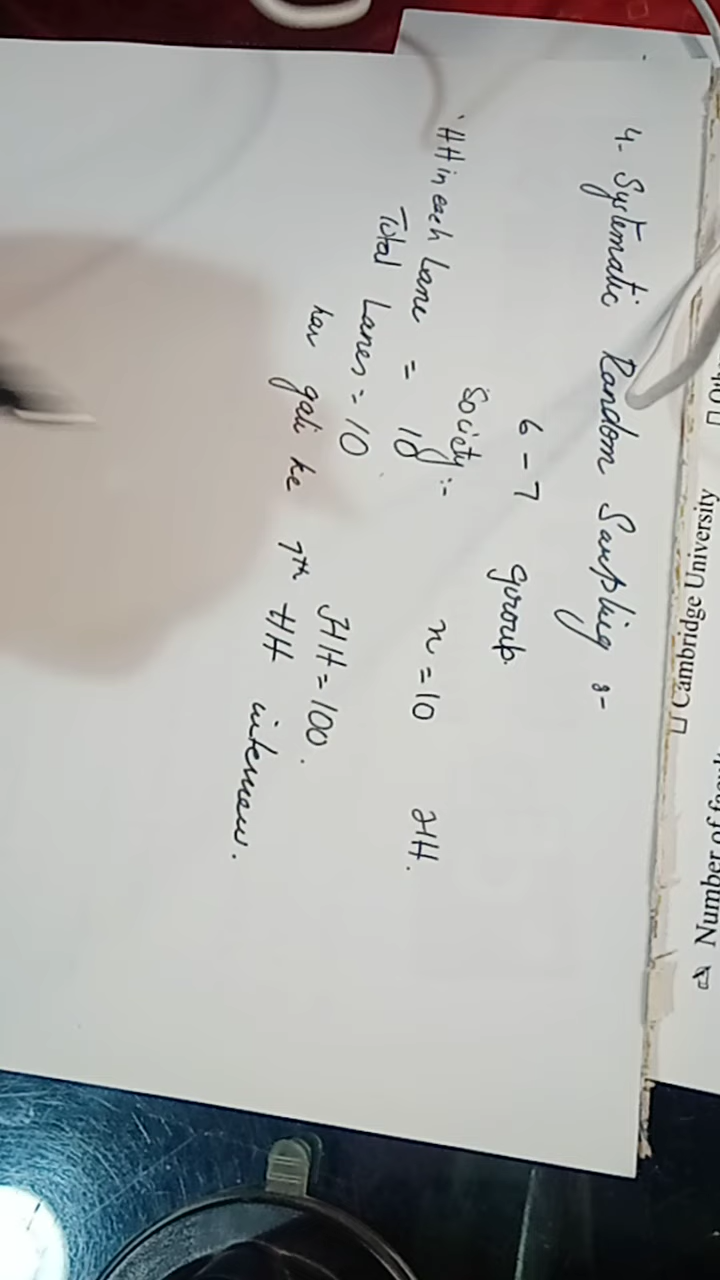 4- Systematic Random Sampling :-
6 - 7 group.
Society :- n = 10 HH.
HH in each Lane = 10
Total Lanes = 10 HH = 100.
har gali ke 7th HH interview.
Cambridge University
Number of